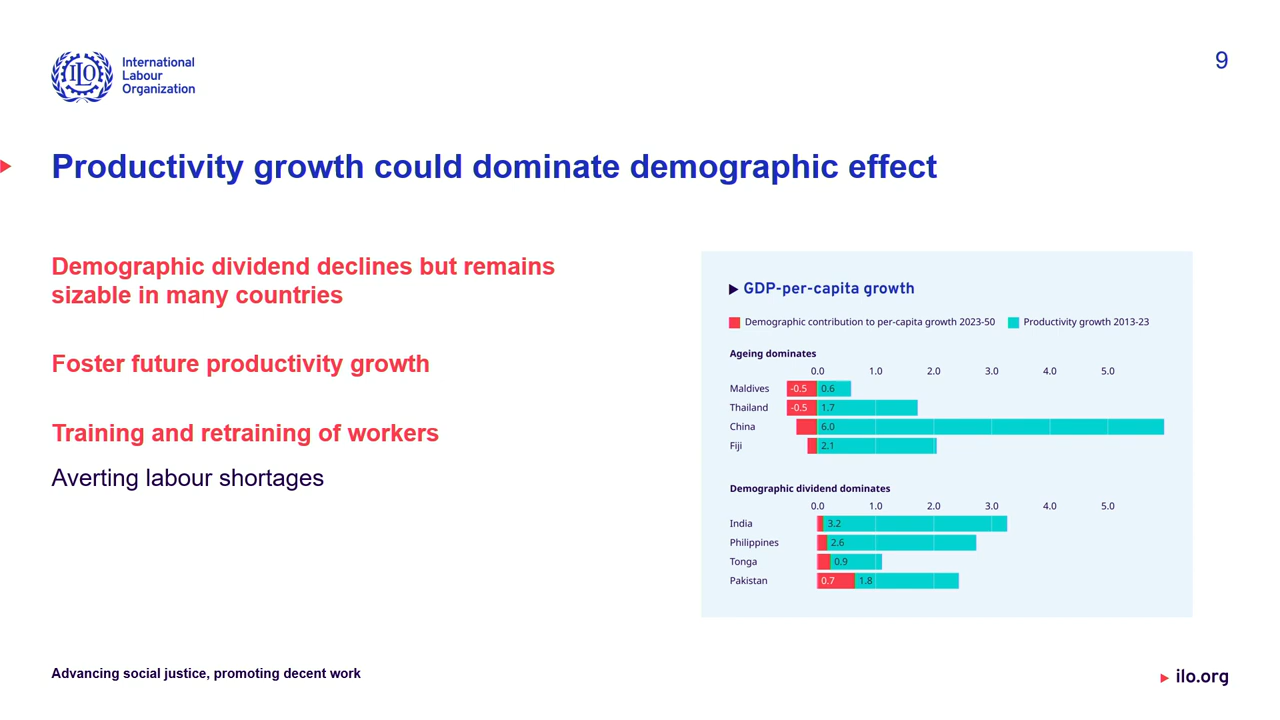 ILO
International
Labour
Organization
9
Productivity growth could dominate demographic effect
Demographic dividend declines but remains
sizable in many countries
Foster future productivity growth
Training and retraining of workers
Averting labour shortages
GDP-per-capita growth
Demographic contribution to per-capita growth 2023-50 Productivity growth 2013-23
Ageing dominates
0.0 1.0 2.0 3.0 4.0 5.0
Maldives -0.5 0.6
Thailand -0.5 1.7
China 6.0
Fiji 2.1
Demographic dividend dominates
0.0 1.0 2.0 3.0 4.0 5.0
India 3.2
Philippines 2.6
Tonga 0.9
Pakistan 0.7 1.8
Advancing social justice, promoting decent work
ilo.org